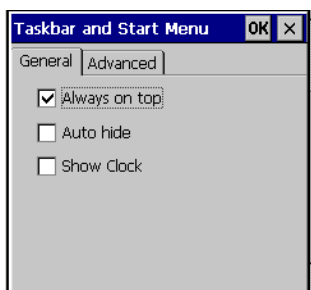 Taskbar and Start Menu OK ×
General Advanced
Always on top
Auto hide
Show Clock